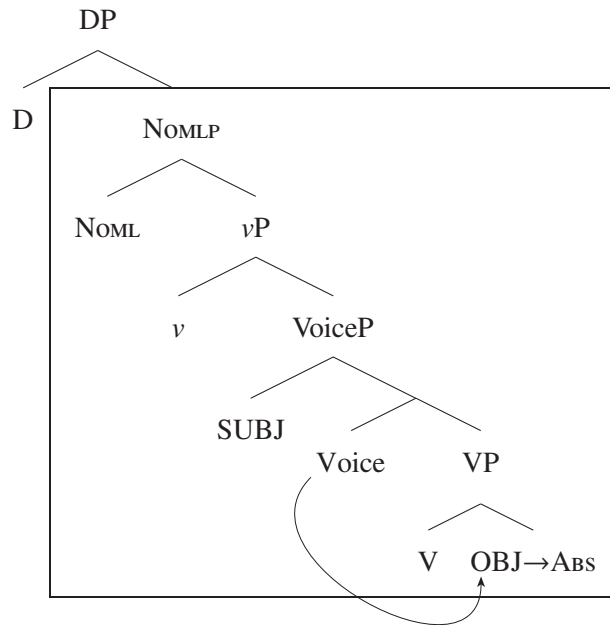 DP
D
NOMLP
NOML vP
v VoiceP
SUBJ
Voice VP
V OBJ→ABS